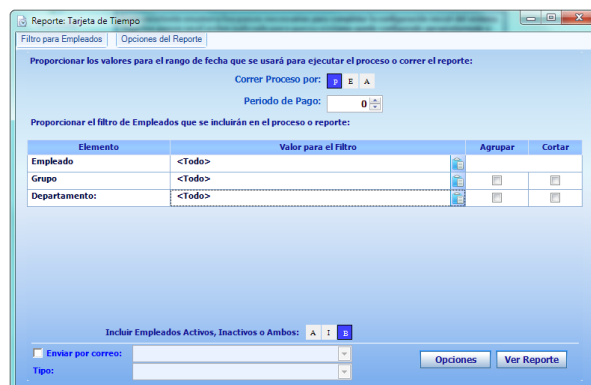 Reporte: Tarjeta de Tiempo
Filtro para Empleados Opciones del Reporte
Proporcionar los valores para el rango de fecha que se usará para ejecutar el proceso o correr el reporte:
Correr Proceso por: P E A
Periodo de Pago: 0
Proporcionar el filtro de Empleados que se incluirán en el proceso o reporte:
Elemento Valor para el Filtro Agrupar Cortar
Empleado <Todo>
Grupo <Todo>
Departamento: <Todo>
Incluir Empleados Activos, Inactivos o Ambos: A I B
Enviar por correo:
Opciones Ver Reporte
Tipo: